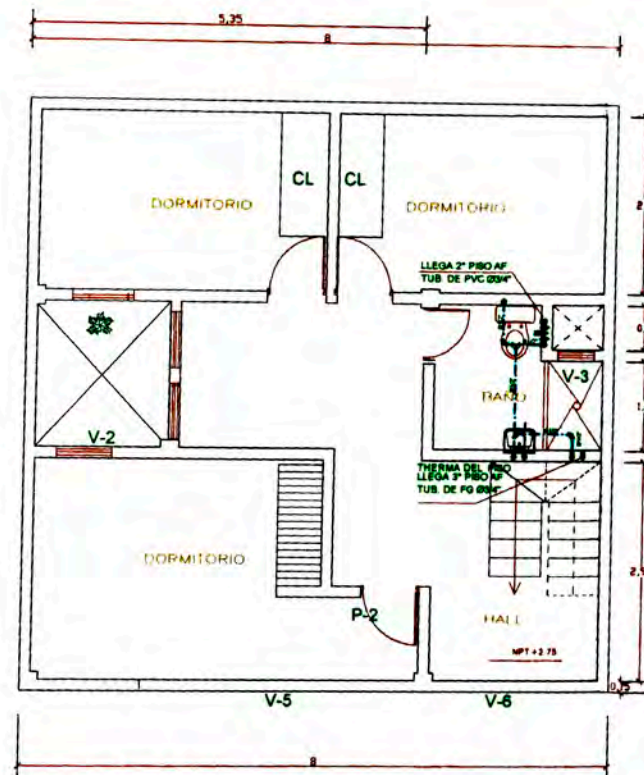 5,35
8
CL
CL
DORMITORIO
DORMITORIO
LLEGA 2° PISO AF
TUB. DE PVC Ø3/4"
V-3
BAÑO
V-2
THERMA DEL PISO
LLEGA 3° PISO AF
TUB. DE FG Ø3/4"
DORMITORIO
P-2
HALL
NPT + 2.75
V-5
V-6
0,15
8